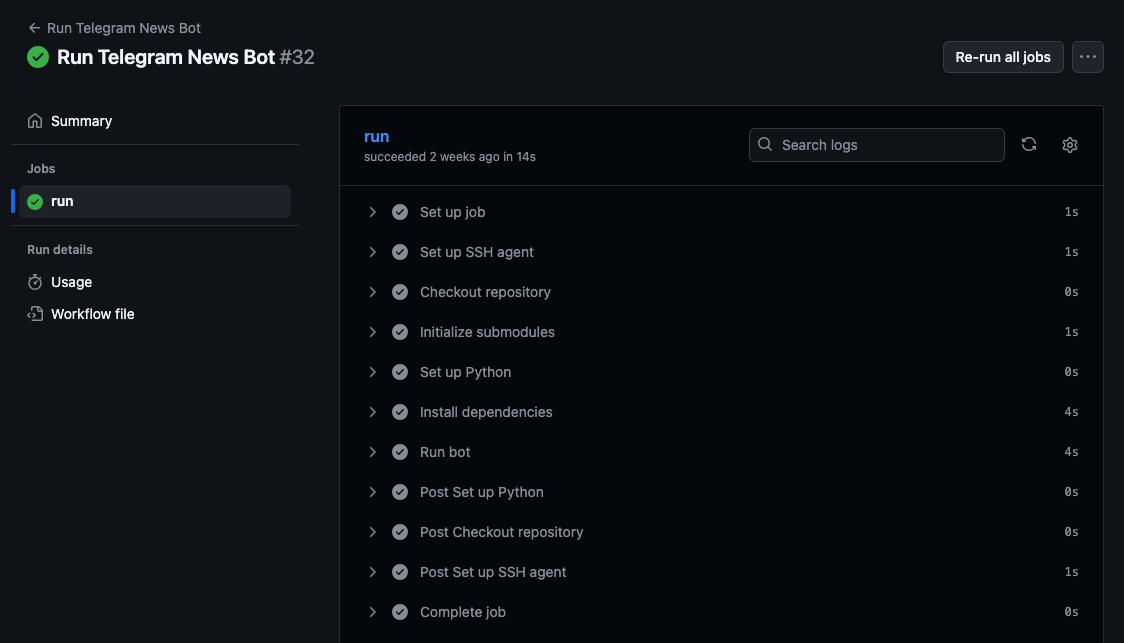 Run Telegram News Bot
Run Telegram News Bot #32
Re-run all jobs
Summary
Jobs
run
Run details
Usage
Workflow file
run
succeeded 2 weeks ago in 14s
Search logs
Set up job 1s
Set up SSH agent 1s
Checkout repository 0s
Initialize submodules 1s
Set up Python 0s
Install dependencies 4s
Run bot 4s
Post Set up Python 0s
Post Checkout repository 0s
Post Set up SSH agent 1s
Complete job 0s